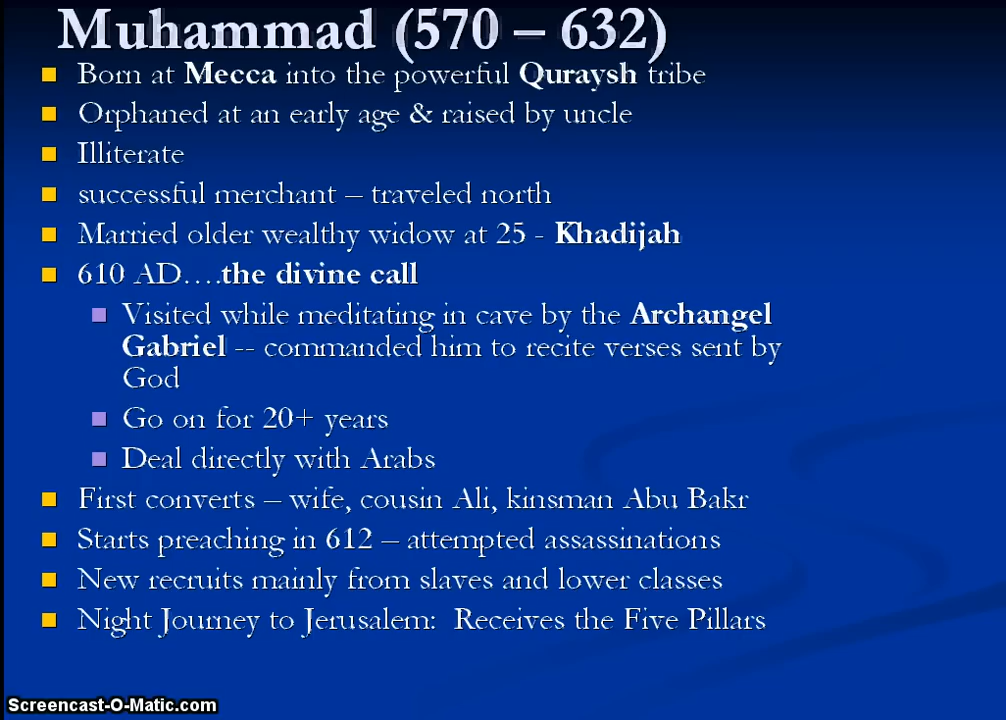 Muhammad (570 – 632)
Born at Mecca into the powerful Quraysh tribe
Orphaned at an early age & raised by uncle
Illiterate
successful merchant – traveled north
Married older wealthy widow at 25 - Khadijah
610 AD….the divine call
Visited while meditating in cave by the Archangel
Gabriel -- commanded him to recite verses sent by
God
Go on for 20+ years
Deal directly with Arabs
First converts – wife, cousin Ali, kinsman Abu Bakr
Starts preaching in 612 – attempted assassinations
New recruits mainly from slaves and lower classes
Night Journey to Jerusalem: Receives the Five Pillars
Screencast-O-Matic.com